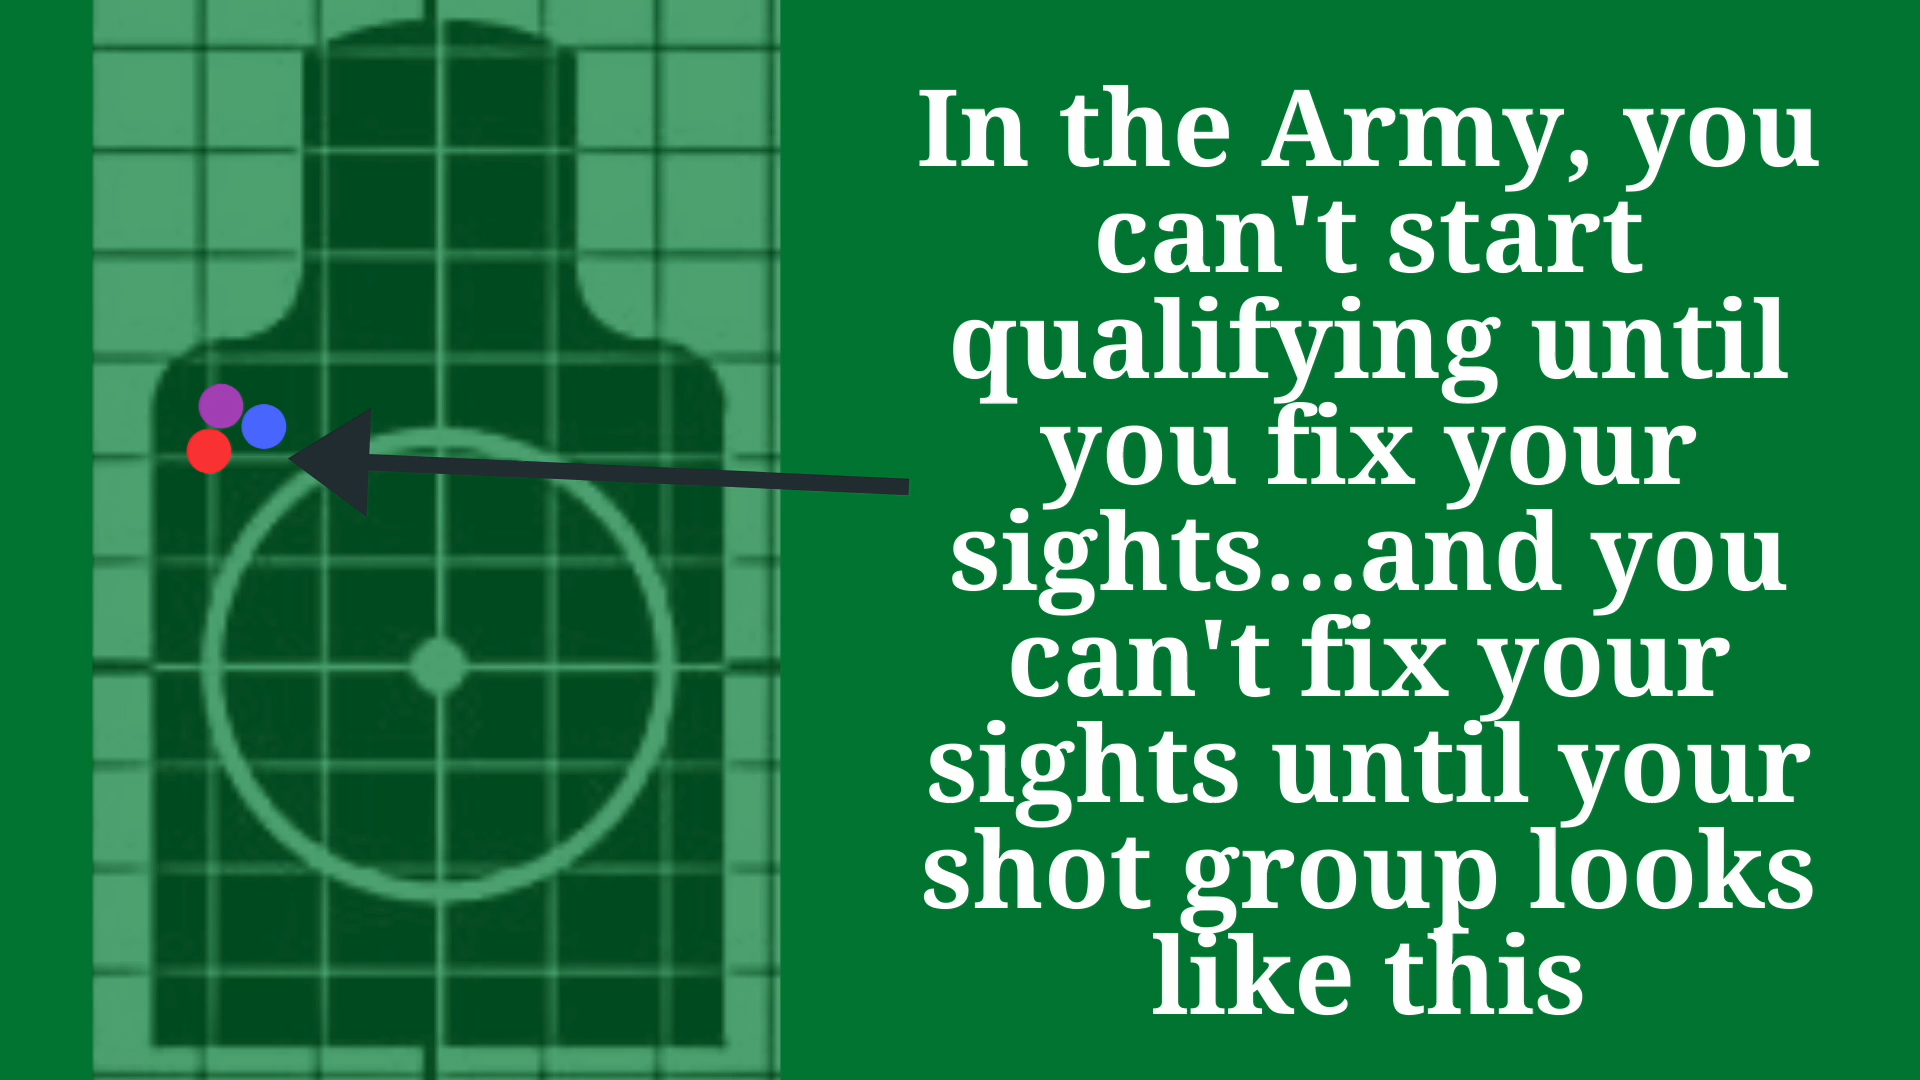 In the Army, you
can't start
qualifying until
you fix your
sights...and you
can't fix your
sights until your
shot group looks
like this